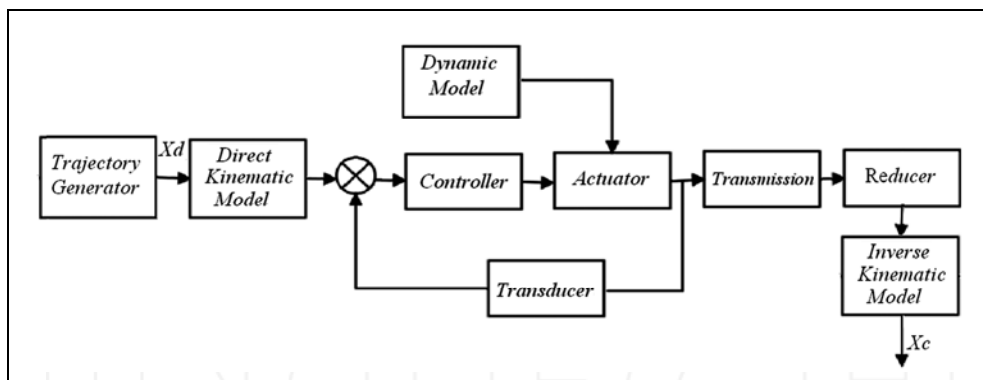 Dynamic
Model
Trajectory
Generator
Xd
Direct
Kinematic
Model
Controller
Actuator
Transmission
Reducer
Transducer
Inverse
Kinematic
Model
Xc